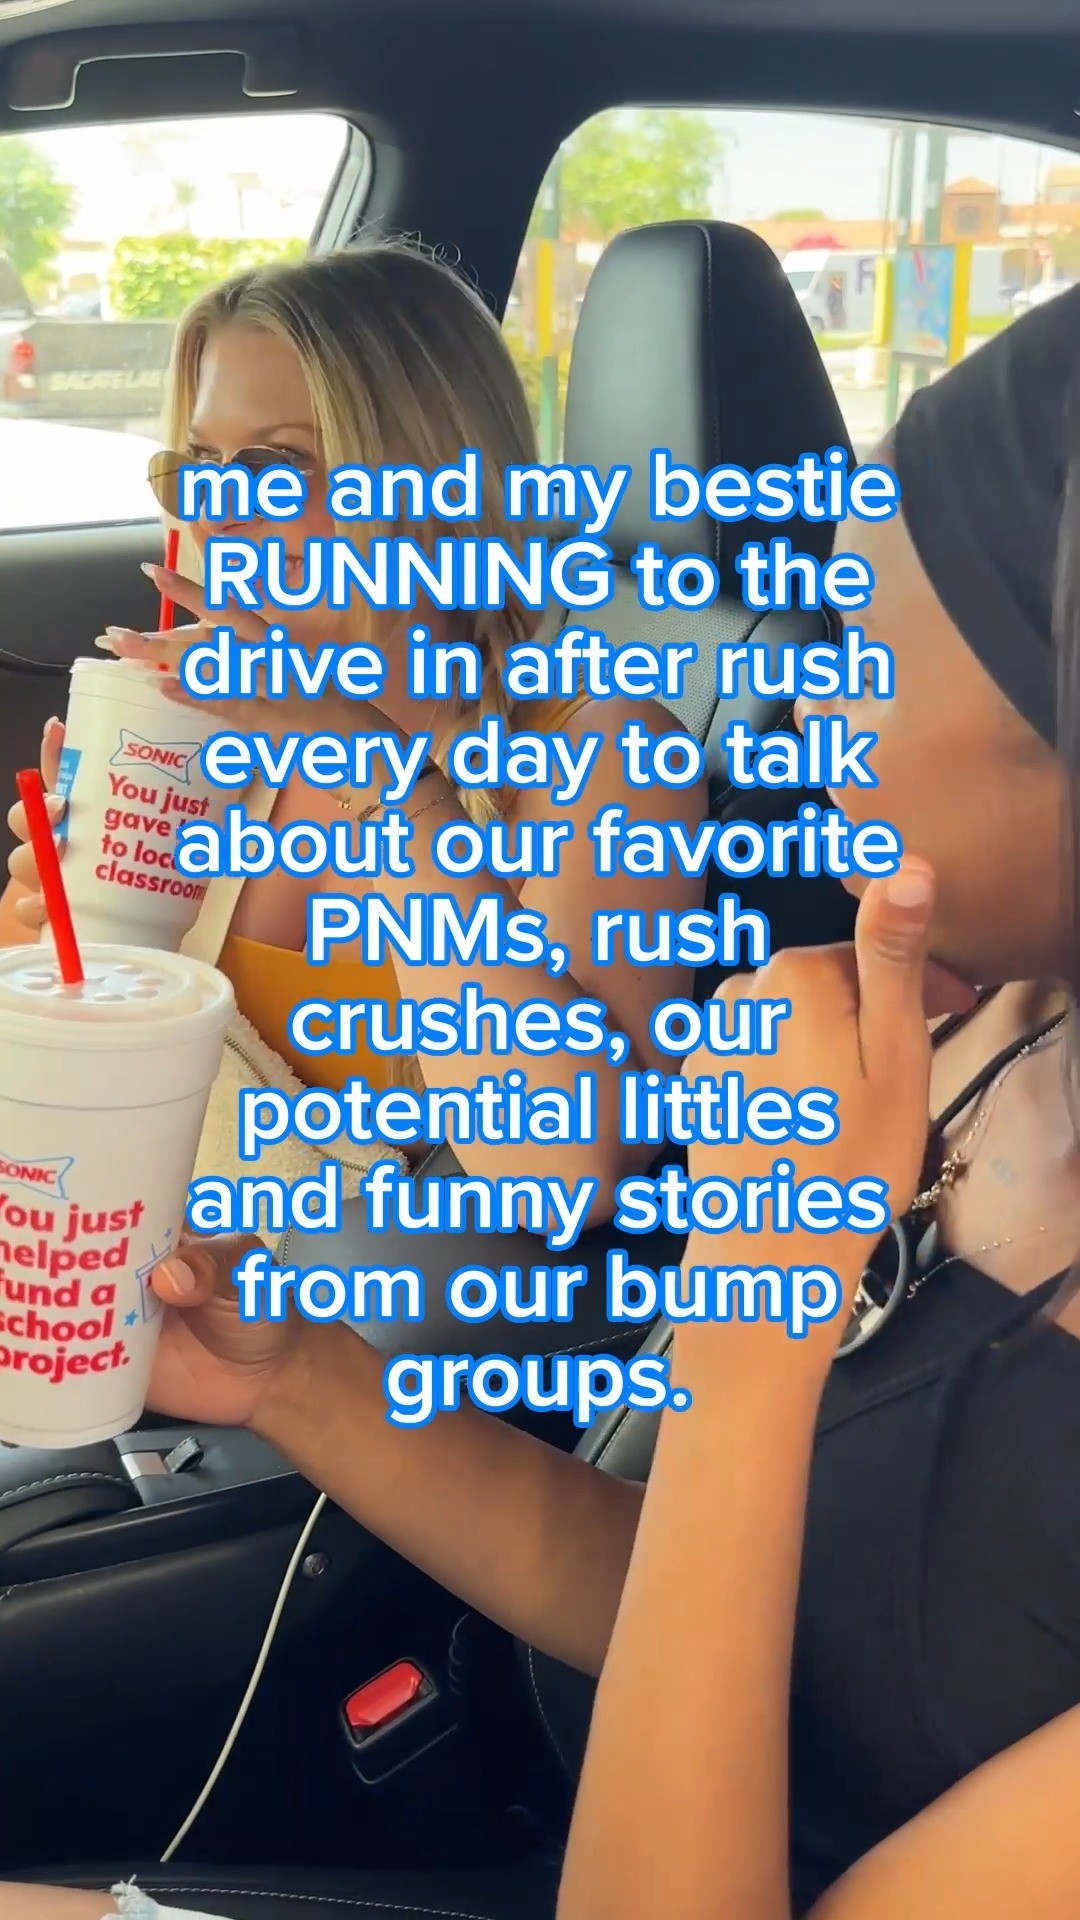 me and my bestie
RUNNING to the
drive in after rush
every day to talk
about our favorite
PNMs, rush
crushes, our
potential littles
and funny stories
from our bump
groups.
SONIC
You just
gave
to
classroom
SONIC
You just
helped
fund a
school
project.